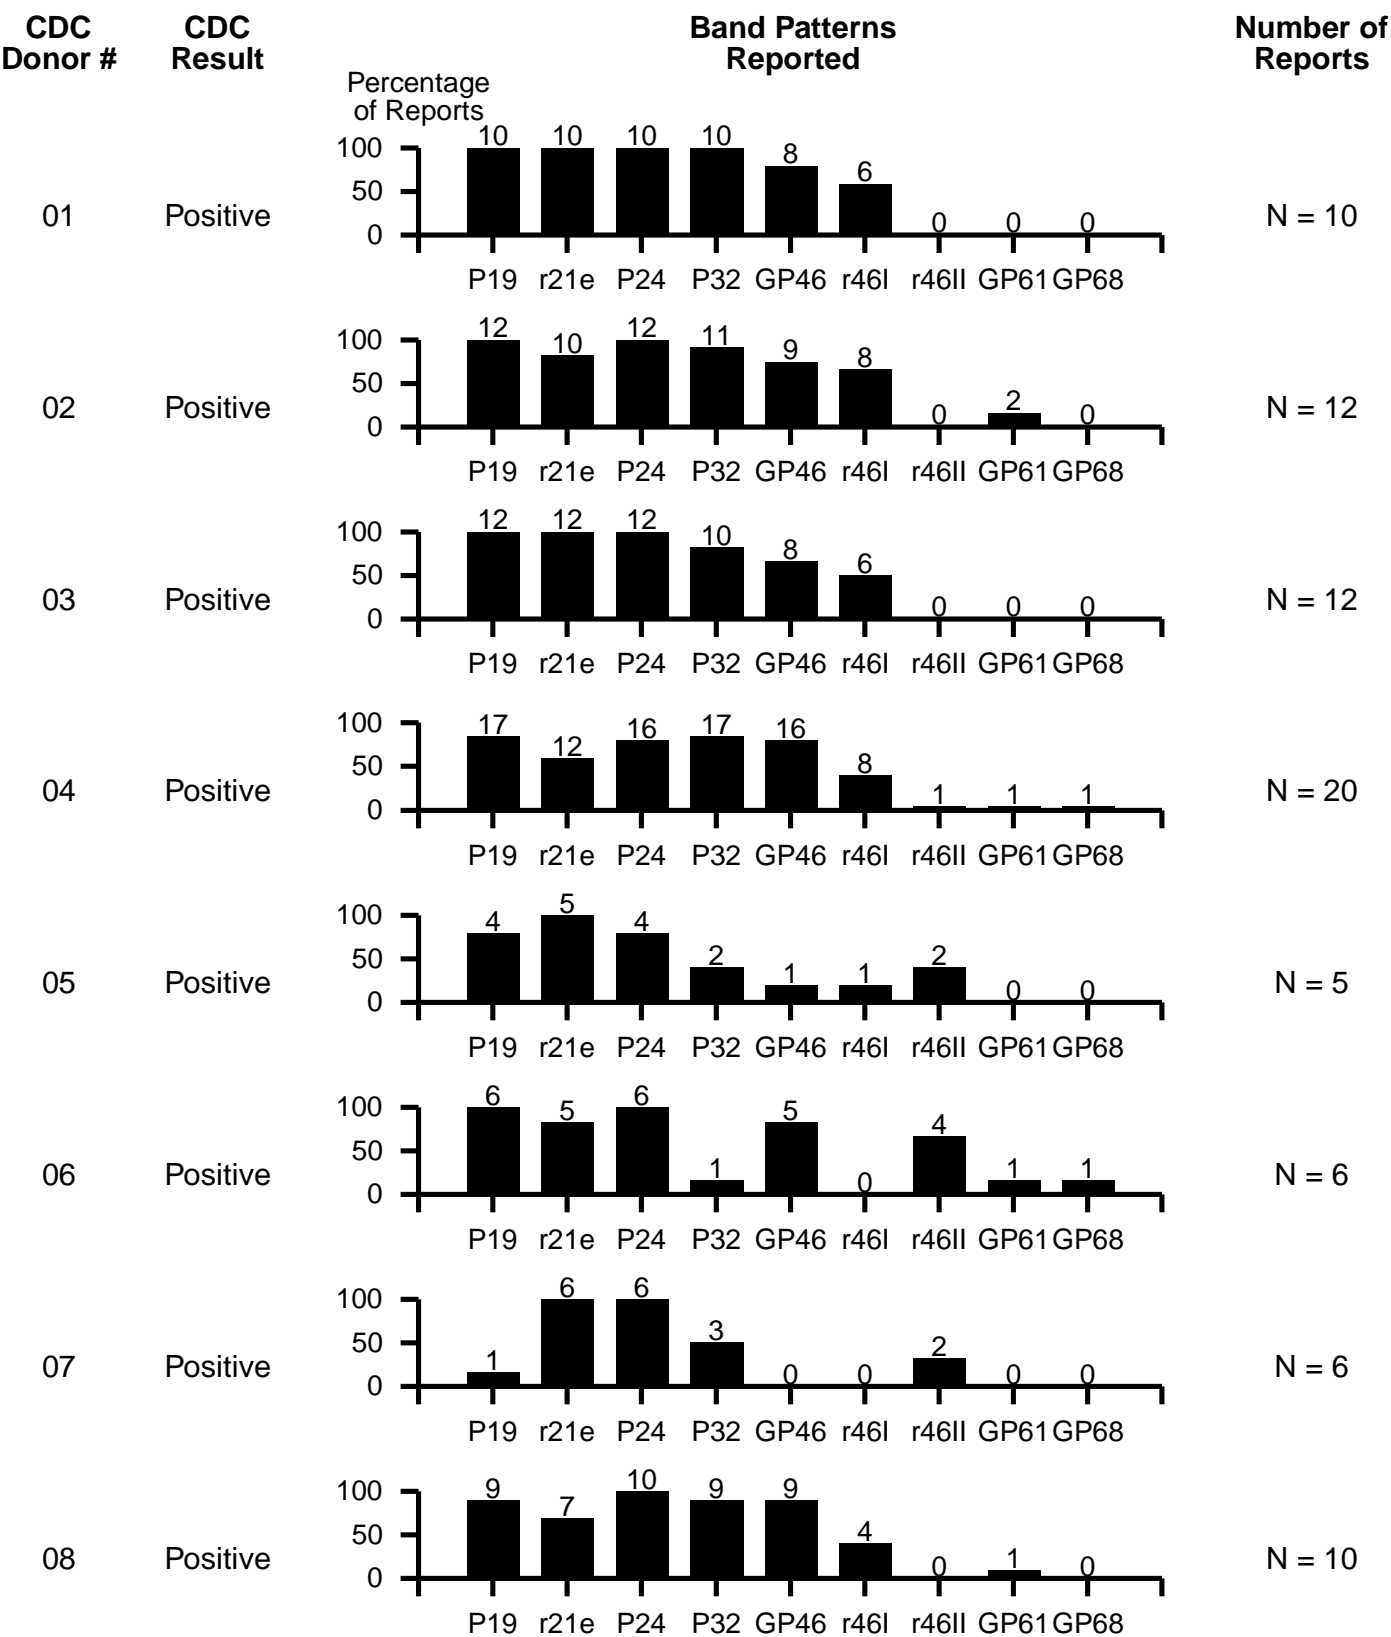 CDC CDC Band Patterns Number of
Donor # Result Reported Reports
Percentage
of Reports
10 10 10 10 8 6 0 0 0
100
50
0
01 Positive N = 10
P19 r21e P24 P32 GP46 r46I r46II GP61 GP68
12 10 12 11 9 8 0 2 0
100
50
0
02 Positive N = 12
P19 r21e P24 P32 GP46 r46I r46II GP61 GP68
12 12 12 10 8 6 0 0 0
100
50
0
03 Positive N = 12
P19 r21e P24 P32 GP46 r46I r46II GP61 GP68
17 12 16 17 16 8 1 1 1
100
50
0
04 Positive N = 20
P19 r21e P24 P32 GP46 r46I r46II GP61 GP68
4 5 4 2 1 1 2 0 0
100
50
0
05 Positive N = 5
P19 r21e P24 P32 GP46 r46I r46II GP61 GP68
6 5 6 1 5 0 4 1 1
100
50
0
06 Positive N = 6
P19 r21e P24 P32 GP46 r46I r46II GP61 GP68
1 6 6 3 0 0 2 0 0
100
50
0
07 Positive N = 6
P19 r21e P24 P32 GP46 r46I r46II GP61 GP68
9 7 10 9 9 4 0 1 0
100
50
0
08 Positive N = 10
P19 r21e P24 P32 GP46 r46I r46II GP61 GP68